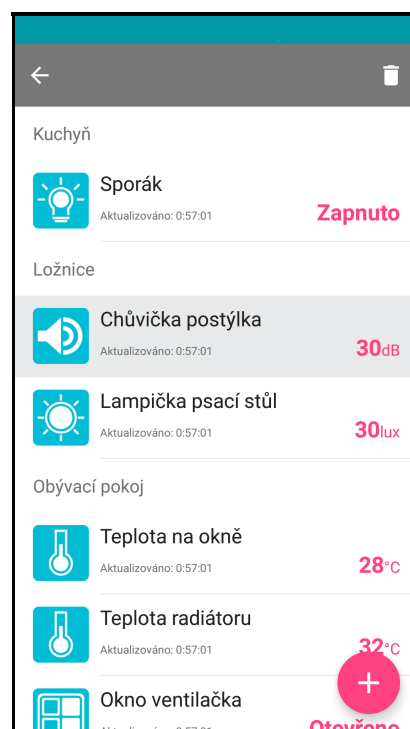 Kuchyň
Sporák
Aktualizováno: 0:57:01
Zapnuto
Ložnice
Chůvička postýlka
Aktualizováno: 0:57:01
30dB
Lampička psací stůl
Aktualizováno: 0:57:01
30lux
Obývací pokoj
Teplota na okně
Aktualizováno: 0:57:01
28°C
Teplota radiátoru
Aktualizováno: 0:57:01
32°C
Okno ventilačka